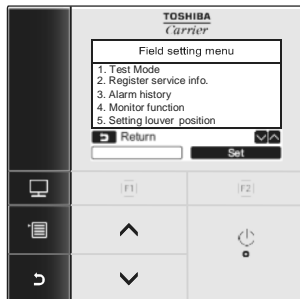 TOSHIBA
Carrier
Field setting menu
1. Test Mode
2. Register service info.
3. Alarm history
4. Monitor function
5. Setting louver position
Return
Set
F1
F2